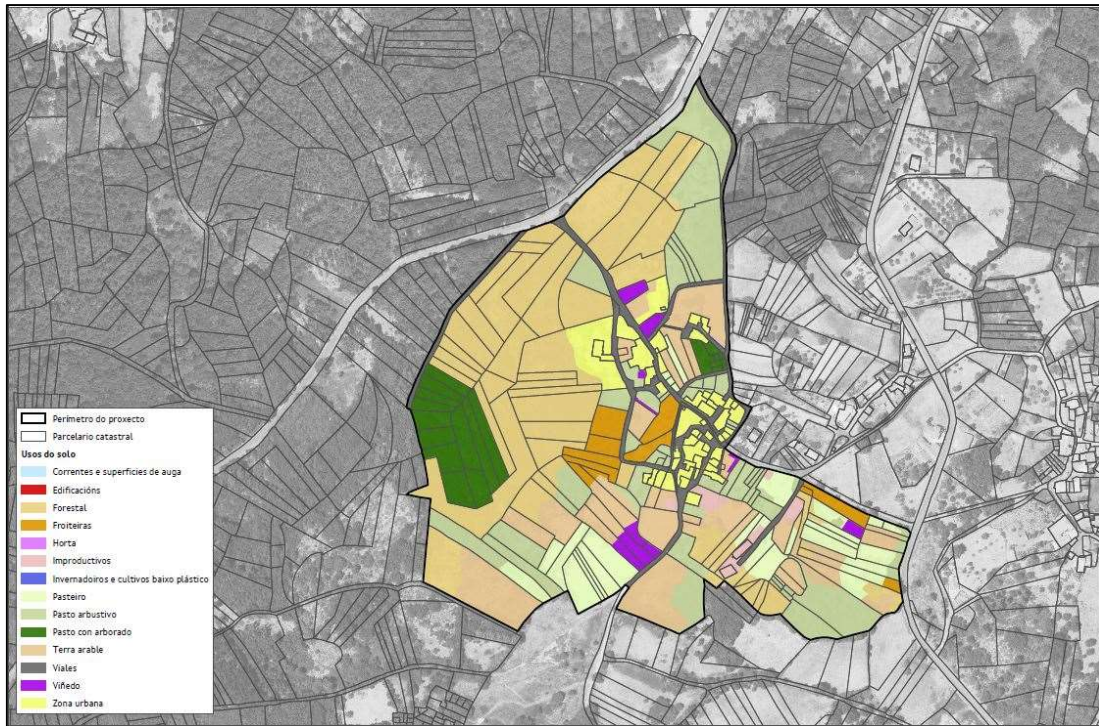 Perímetro do proxecto
Parcelario catastral
Usos do solo
Correntes e superficies de auga
Edificacións
Forestal
Froiteiras
Horta
Improductivos
Invernadoiros e cultivos baixo plástico
Pasteiro
Pasto arbustivo
Pasto con arborado
Terra arable
Viales
Viñedo
Zona urbana